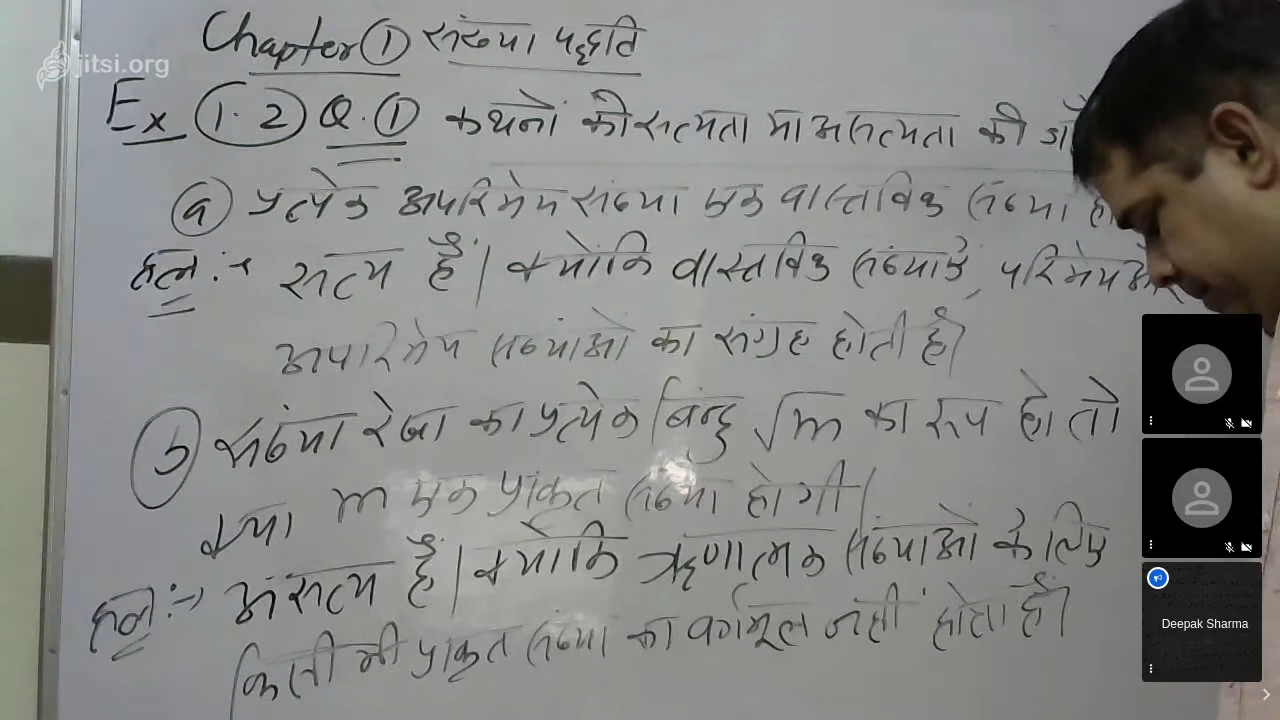 jitsi.org
Chapter ① संख्या पद्धति
Ex 1.2 Q.① कथनों की सत्यता या असत्यता की
(a) प्रत्येक अपरिमेय संख्या एक वास्तविक संख्या
हल :→ सत्य है। क्योंकि वास्तविक संख्याऐं, परिमेय और
अपरिमेय संख्याओं का संग्रह होती है।
(b) संख्या रेखा का प्रत्येक बिन्दु √m का रूप हो तो
क्या m एक प्राकृत संख्या होगी।
हल :→ असत्य है। क्योंकि ऋणात्मक संख्याओं के लिए
किसी भी प्राकृत संख्या का वर्गमूल नहीं होता है।
Deepak Sharma